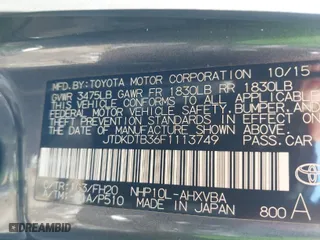 MFD.BY:TOYOTA MOTOR CORPORATION 10/15
GVWR 3475LB GAWR FR 1830LB RR 1830LB
THIS VEHICLE CONFORMS TO ALL APPLICABLE
FEDERAL MOTOR VEHICLE SAFETY, BUMPER, AND
THEFT PREVENTION STANDARDS IN EFFECT ON
THE DATE OF MANUFACTURE SHOWN ABOVE.
JTDKDTB36F1113749 PASS.CAR
/FH20 NHP10L-AHXVBA
/P510 MADE IN JAPAN 800 A